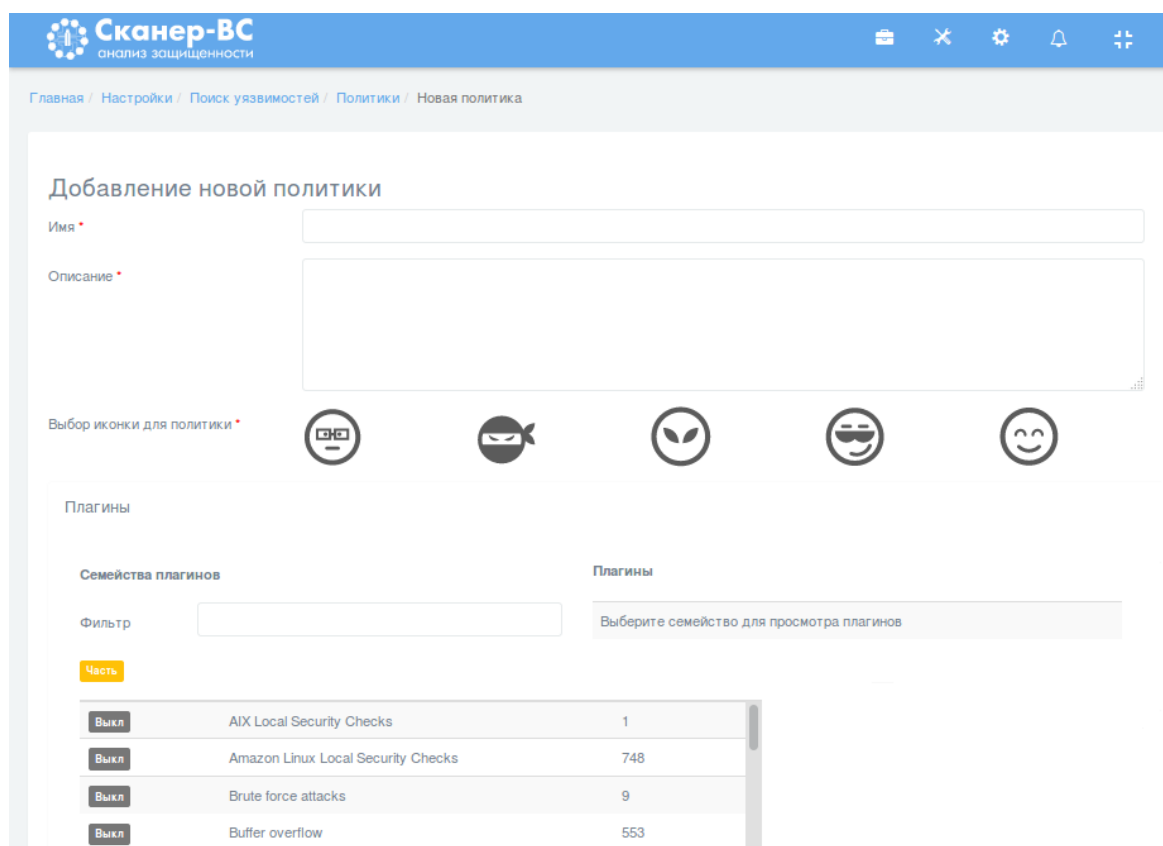 Сканер-ВС
анализ защищенности
Главная / Настройки / Поиск уязвимостей / Политики / Новая политика
Добавление новой политики
Имя *
Описание *
Выбор иконки для политики *
Плагины
Семейства плагинов
Плагины
Фильтр
Выберите семейство для просмотра плагинов
Часть
Выкл AIX Local Security Checks 1
Выкл Amazon Linux Local Security Checks 748
Выкл Brute force attacks 9
Выкл Buffer overflow 553